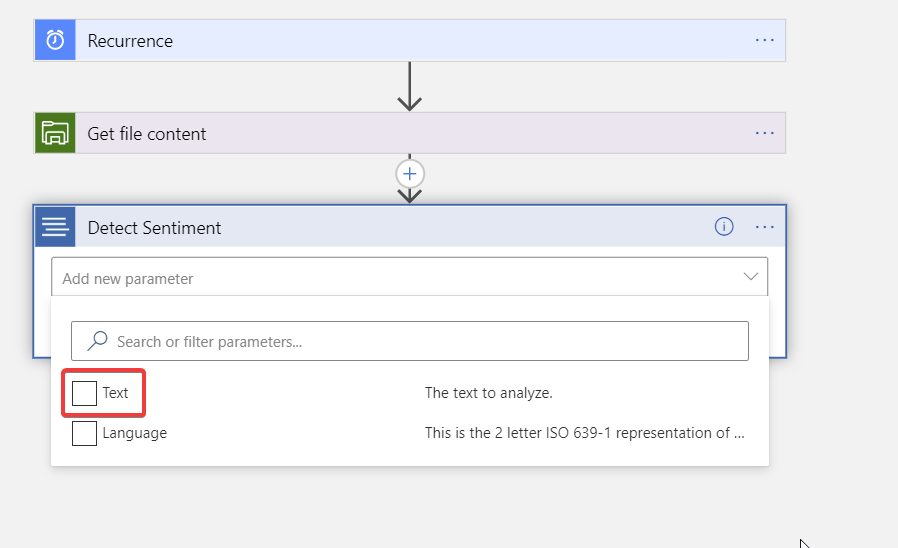 Recurrence
Get file content
Detect Sentiment
Add new parameter
Search or filter parameters...
Text The text to analyze.
Language This is the 2 letter ISO 639-1 representation of ...